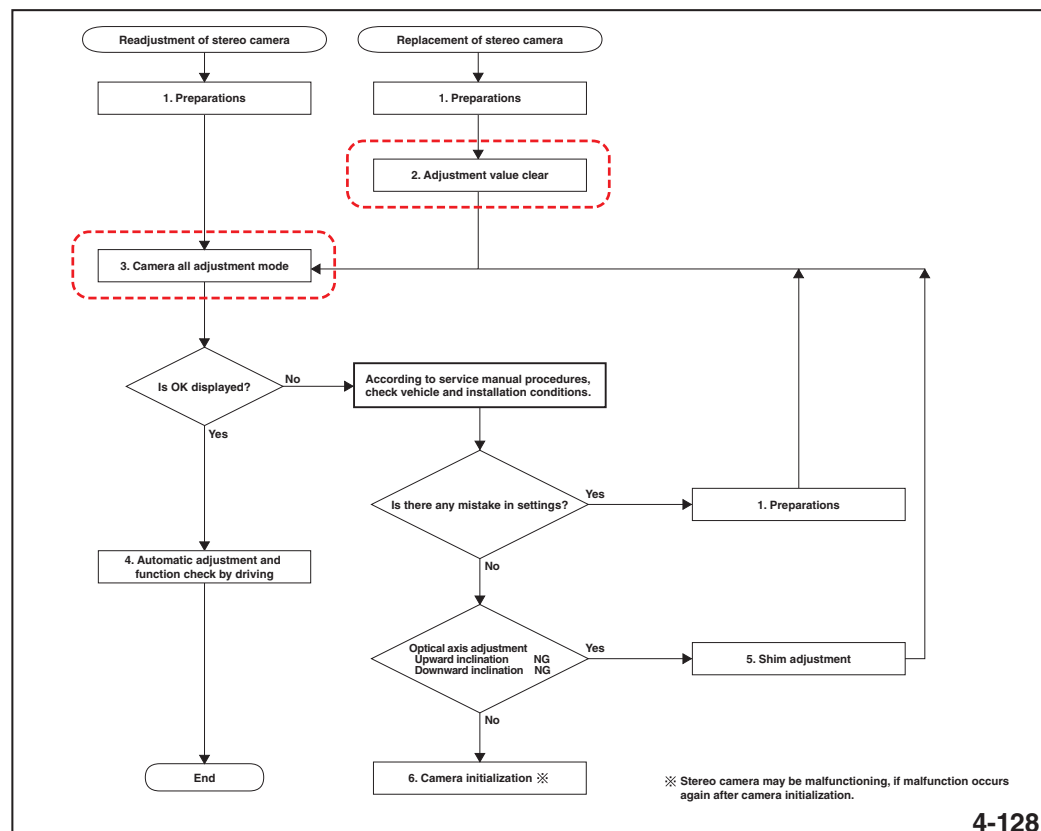 Readjustment of stereo camera
Replacement of stereo camera
1. Preparations
1. Preparations
2. Adjustment value clear
3. Camera all adjustment mode
Is OK displayed?
No
According to service manual procedures,
check vehicle and installation conditions.
Yes
Is there any mistake in settings?
Yes
1. Preparations
No
4. Automatic adjustment and
function check by driving
Optical axis adjustment
Upward inclination NG
Downward inclination NG
Yes
5. Shim adjustment
No
End
6. Camera initialization ※
※ Stereo camera may be malfunctioning, if malfunction occurs
again after camera initialization.
4-128